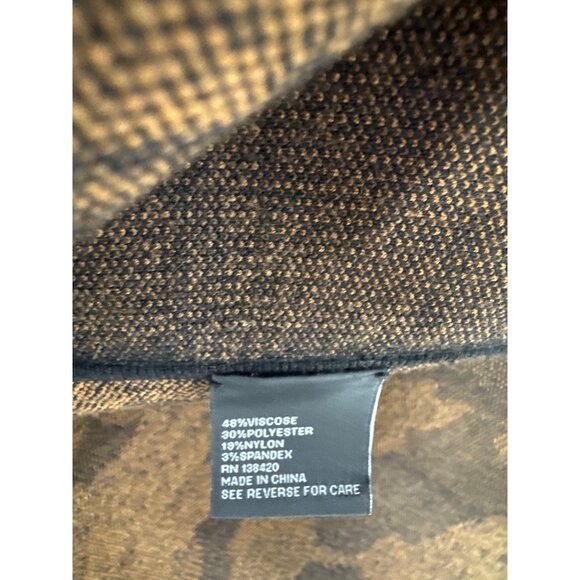 48%VISCOSE
30%POLYESTER
19%NYLON
3%SPANDEX
RN 138420
MADE IN CHINA
SEE REVERSE FOR CARE